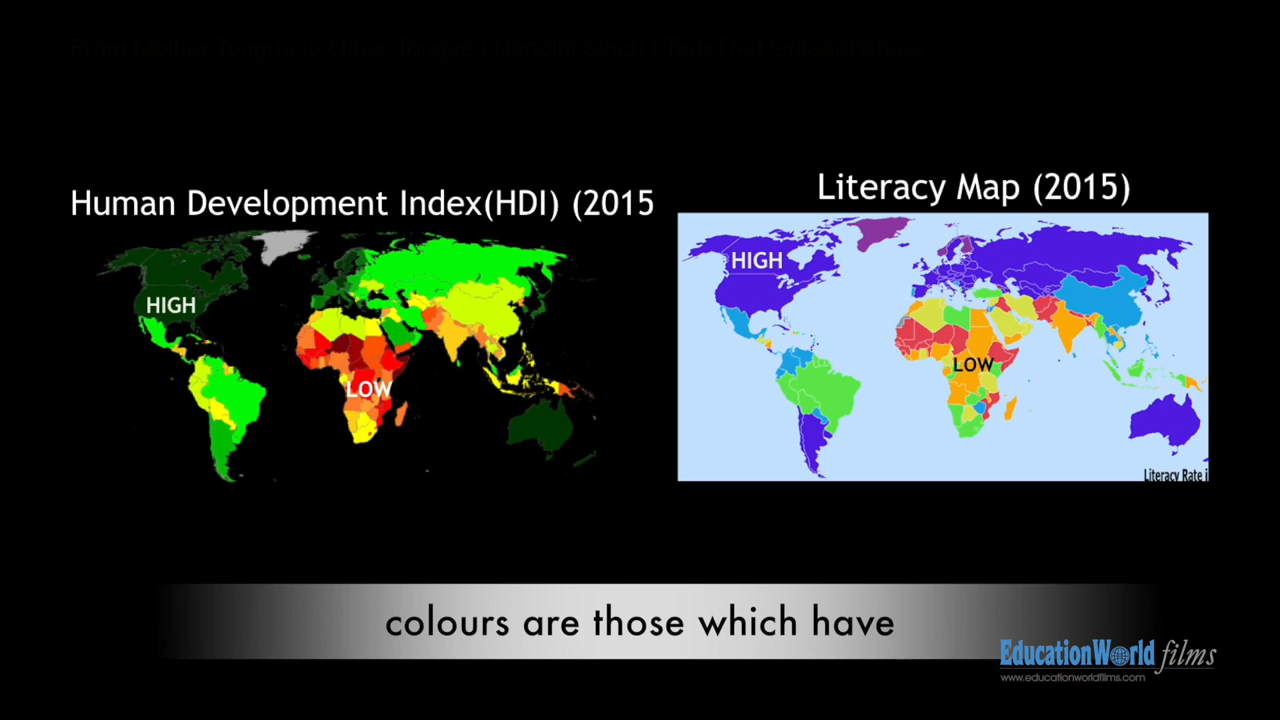 Human Development Index(HDI) (2015
Literacy Map (2015)
HIGH
LOW
HIGH
LOW
Literacy Rate i
colours are those which have
EducationWorld films
www.educationworldfilms.com